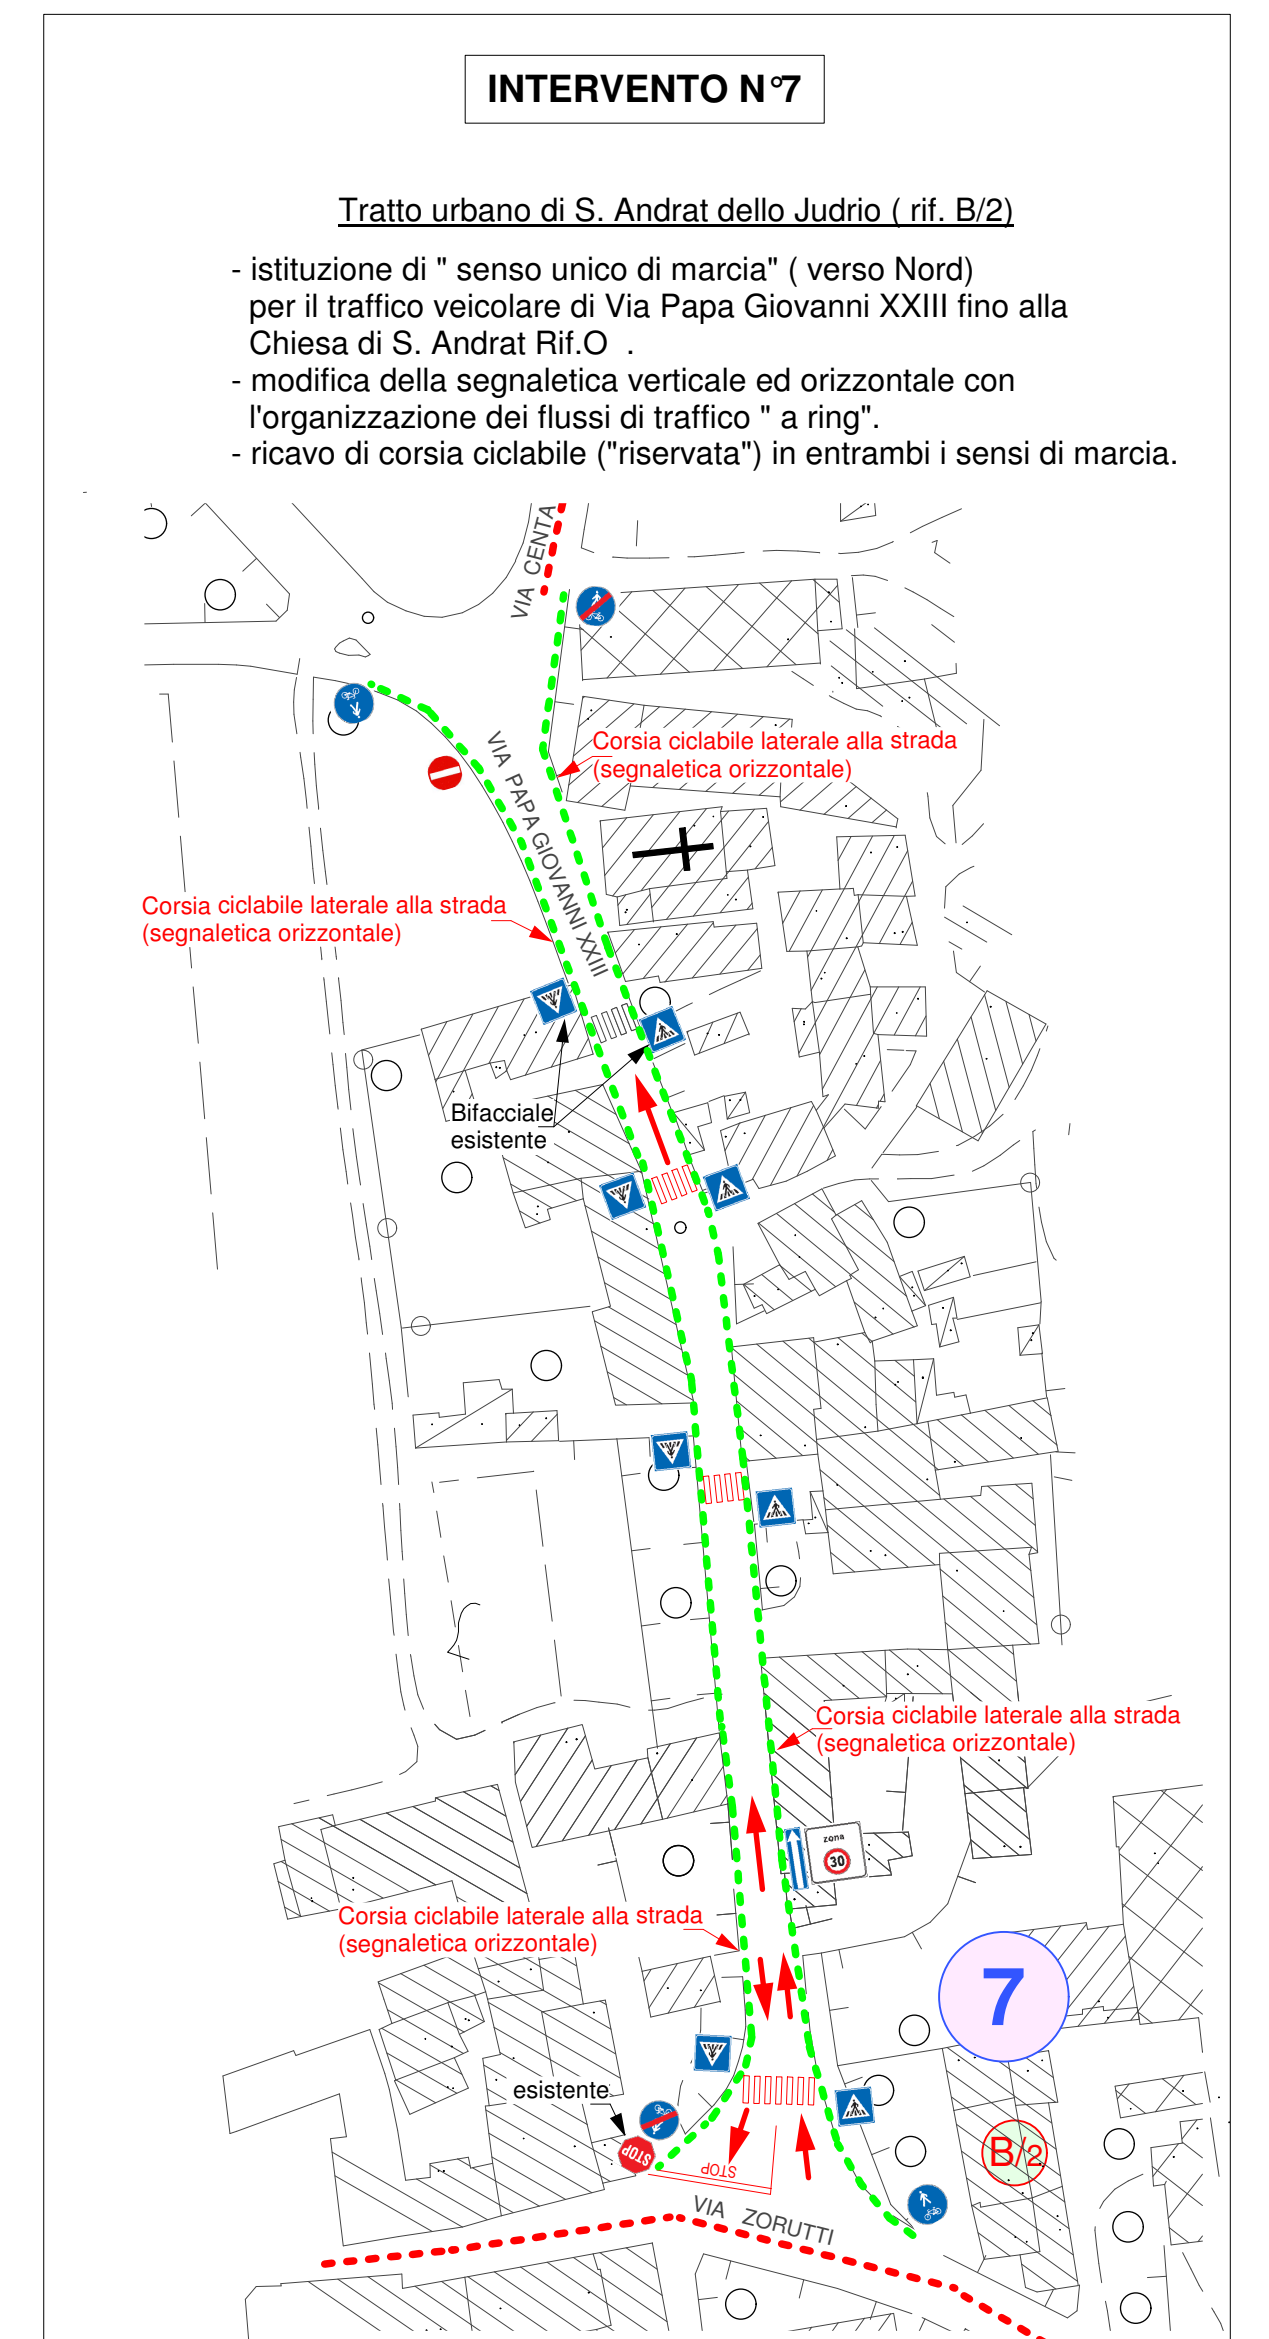 INTERVENTO N°7
Tratto urbano di S. Andrat dello Judrio ( rif. B/2)
- istituzione di " senso unico di marcia" ( verso Nord)
per il traffico veicolare di Via Papa Giovanni XXIII fino alla
Chiesa di S. Andrat Rif.O .
- modifica della segnaletica verticale ed orizzontale con
l'organizzazione dei flussi di traffico " a ring".
- ricavo di corsia ciclabile ("riservata") in entrambi i sensi di marcia.
VIA CENTA
VIA PAPA GIOVANNI XXIII
Corsia ciclabile laterale alla strada
(segnaletica orizzontale)
Corsia ciclabile laterale alla strada
(segnaletica orizzontale)
Bifacciale
esistente
Corsia ciclabile laterale alla strada
(segnaletica orizzontale)
zona
30
Corsia ciclabile laterale alla strada
(segnaletica orizzontale)
7
esistente
STOP
STOP
B/2
VIA ZORUTTI